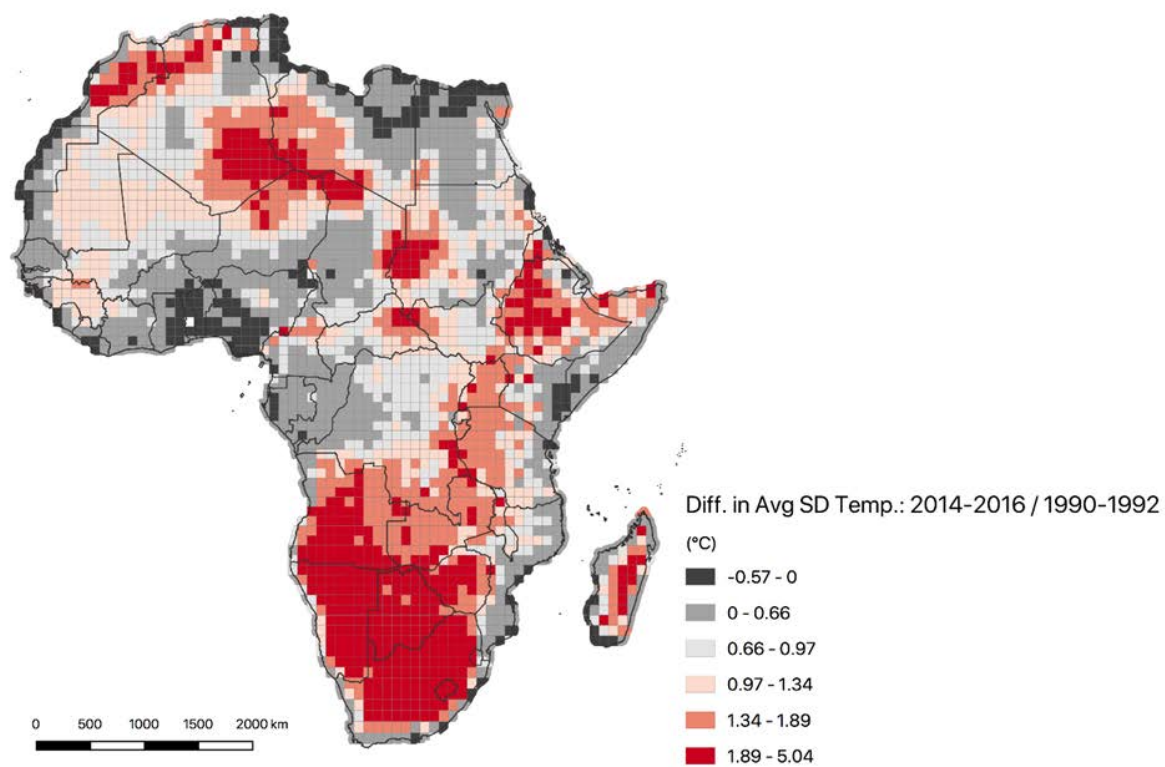 Diff. in Avg SD Temp.: 2014-2016 / 1990-1992
(°C)
-0.57 - 0
0 - 0.66
0.66 - 0.97
0.97 - 1.34
1.34 - 1.89
1.89 - 5.04
0 500 1000 1500 2000 km